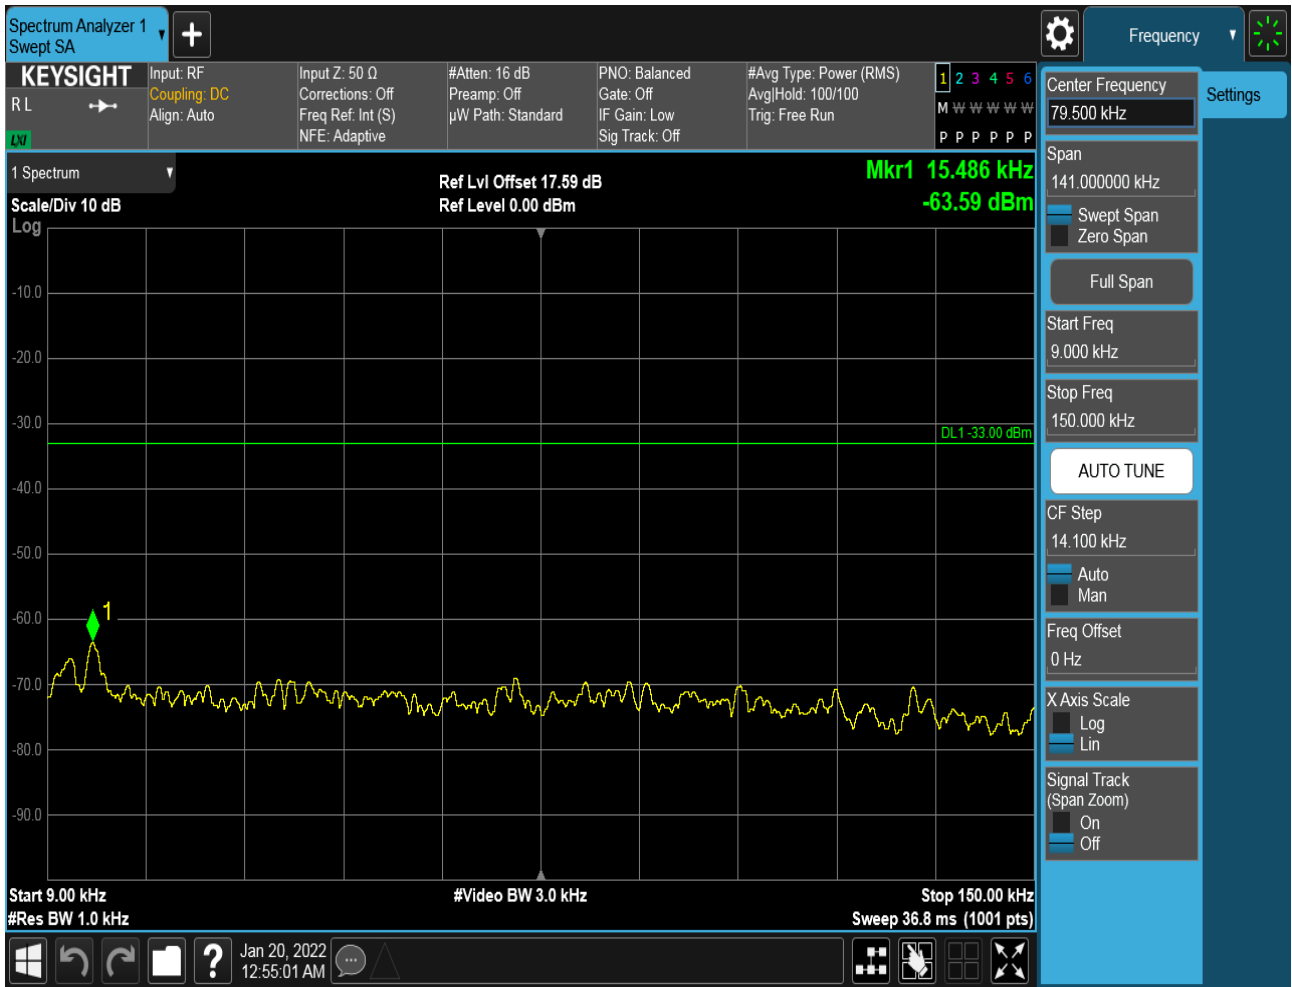 Spectrum Analyzer 1
Swept SA
Frequency
KEYSIGHT
R L
LXI
Input: RF
Coupling: DC
Align: Auto
Input Z: 50 Ω
Corrections: Off
Freq Ref: Int (S)
NFE: Adaptive
#Atten: 16 dB
Preamp: Off
µW Path: Standard
PNO: Balanced
Gate: Off
IF Gain: Low
Sig Track: Off
#Avg Type: Power (RMS)
Avg|Hold: 100/100
Trig: Free Run
1 2 3 4 5 6
M W W W W W
P P P P P P
1 Spectrum
Scale/Div 10 dB
Log
Ref Lvl Offset 17.59 dB
Ref Level 0.00 dBm
Mkr1 15.486 kHz
-63.59 dBm
-10.0
-20.0
-30.0
DL1 -33.00 dBm
-40.0
-50.0
-60.0
1
-70.0
-80.0
-90.0
Start 9.00 kHz
#Video BW 3.0 kHz
Stop 150.00 kHz
#Res BW 1.0 kHz
Sweep 36.8 ms (1001 pts)
Jan 20, 2022
12:55:01 AM
Center Frequency
79.500 kHz
Settings
Span
141.000000 kHz
Swept Span
Zero Span
Full Span
Start Freq
9.000 kHz
Stop Freq
150.000 kHz
AUTO TUNE
CF Step
14.100 kHz
Auto
Man
Freq Offset
0 Hz
X Axis Scale
Log
Lin
Signal Track
(Span Zoom)
On
Off